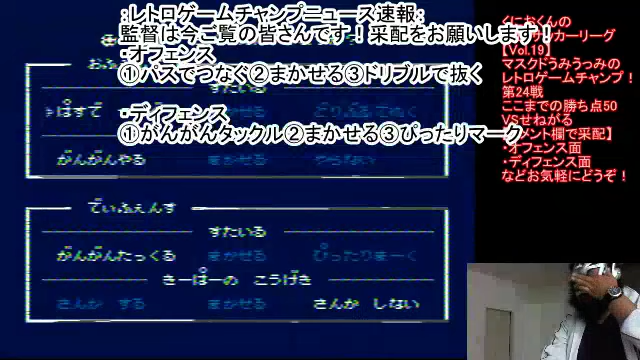 :レトロゲームチャンプニュース速報:
監督は今ご覧の皆さんです！采配をお願いします！
・オフェンス
①パスでつなぐ②まかせる③ドリブルで抜く
・ディフェンス
①がんがんタックル②まかせる③ぴったりマーク
すたいる
ぱすで
がんがんやる まかせる
でぃふぇんす
すたいる
がんがんたっくる まかせる ぴったりまーく
きーぱーの こうげき
さんか する まかせる さんか しない
くにおくんの
サッカーリーグ
【Vol.19】
マスクドうみうっみの
レトロゲームチャンプ！
第24戦
ここまでの勝ち点50
VSせねがる
メント欄で采配】
・オフェンス面
・ディフェンス面
などお気軽にどうぞ！